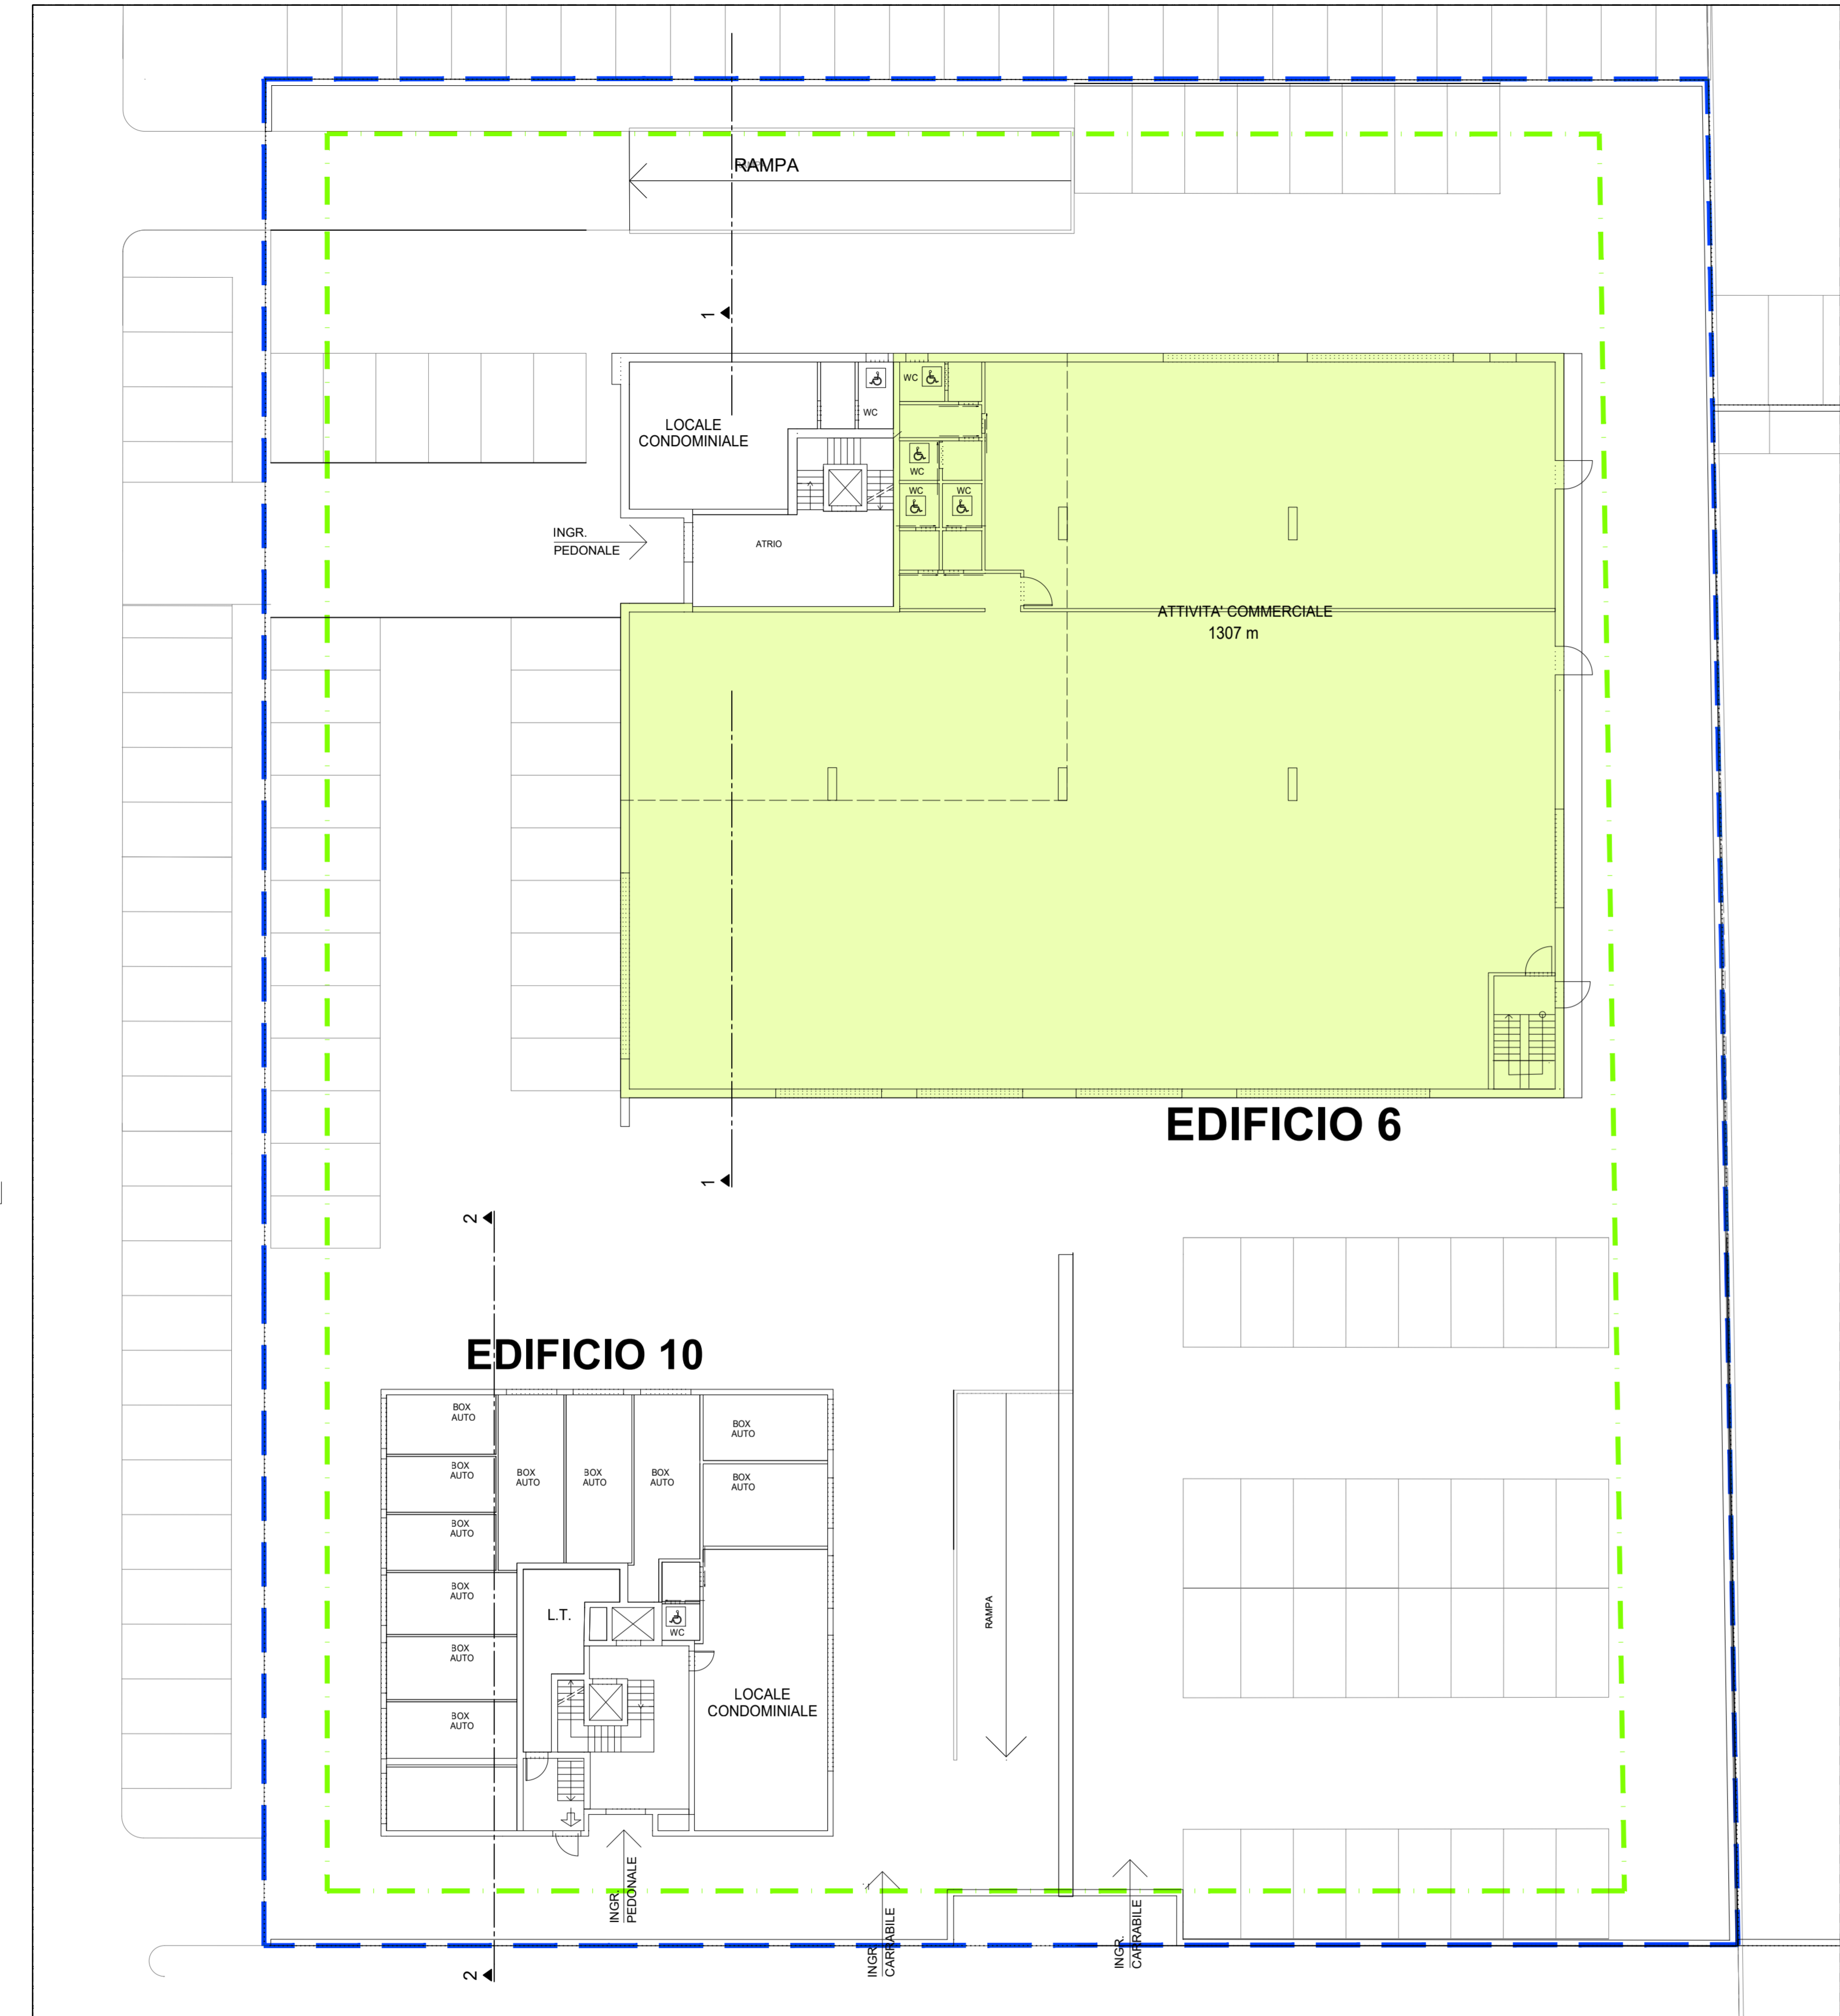 RAMPA
1
LOCALE
CONDOMINIALE
WC
WC
WC
WC
WC
INGR.
PEDONALE
ATRIO
ATTIVITA' COMMERCIALE
1307 m
EDIFICIO 6
1
2
EDIFICIO 10
BOX
AUTO
BOX
AUTO
BOX
AUTO
BOX
AUTO
BOX
AUTO
BOX
AUTO
BOX
AUTO
BOX
AUTO
BOX
AUTO
BOX
AUTO
BOX
AUTO
L.T.
WC
RAMPA
LOCALE
CONDOMINIALE
INGR.
PEDONALE
INGR.
CARRABILE
INGR.
CARRABILE
2